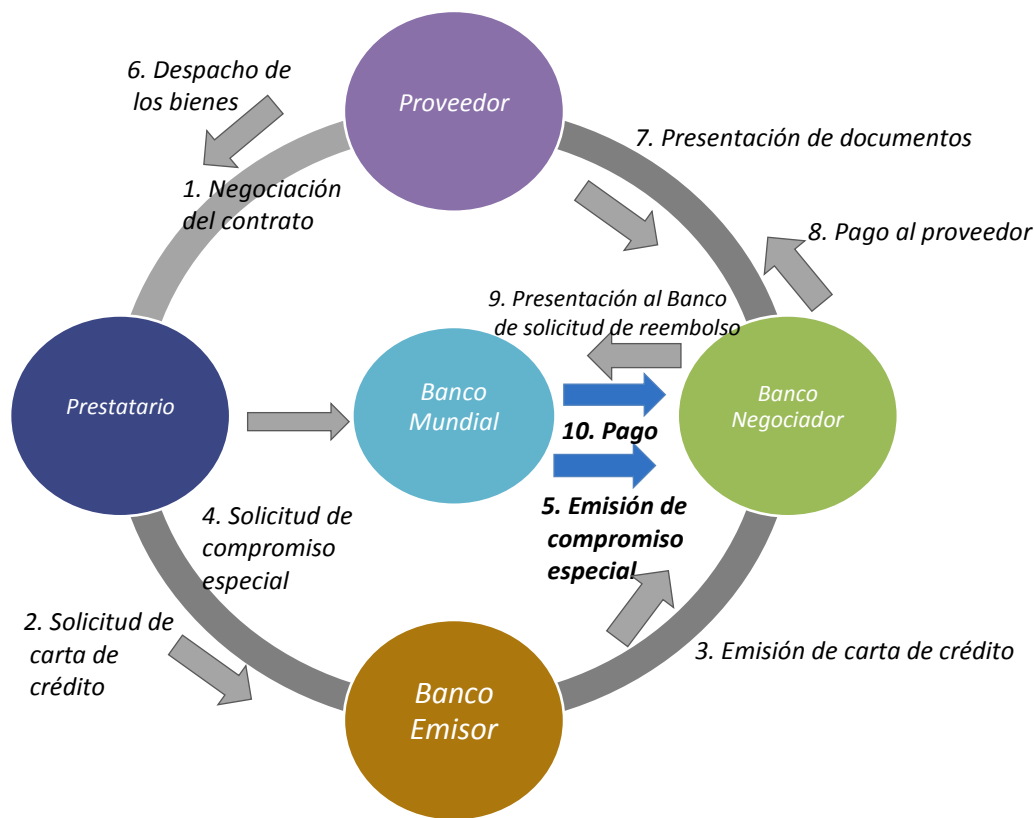 6. Despacho de
los bienes
Proveedor
7. Presentación de documentos
1. Negociación
del contrato
8. Pago al proveedor
9. Presentación al Banco
de solicitud de reembolso
Prestatario
Banco
Mundial
Banco
Negociador
10. Pago
4. Solicitud de
compromiso
especial
5. Emisión de
compromiso
especial
2. Solicitud de
carta de
crédito
3. Emisión de carta de crédito
Banco
Emisor